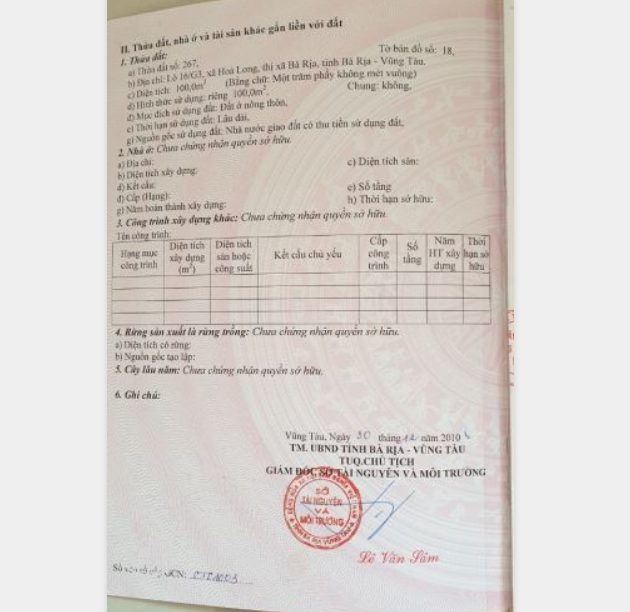 II. Thửa đất, nhà ở và tài sản khác gắn liền với đất
1. Thửa đất:
a) Thửa đất số: 267, Tờ bản đồ số: 18,
b) Địa chỉ: Lô 16/G3, xã Hoà Long, thị xã Bà Rịa, tỉnh Bà Rịa - Vũng Tàu.
c) Diện tích: 100,0m² (Bằng chữ: Một trăm phẩy không mét vuông)
d) Hình thức sử dụng: riêng 100,0m², Chung: không,
đ) Mục đích sử dụng đất: Đất ở nông thôn,
e) Thời hạn sử dụng đất: Lâu dài,
g) Nguồn gốc sử dụng đất: Nhà nước giao đất có thu tiền sử dụng đất,
2. Nhà ở: Chưa chứng nhận quyền sở hữu.
a) Địa chỉ:
b) Diện tích xây dựng: c) Diện tích sàn:
d) Kết cấu:
đ) Cấp (Hạng): e) Số tầng
g) Năm hoàn thành xây dựng: h) Thời hạn sở hữu:
3. Công trình xây dựng khác: Chưa chứng nhận quyền sở hữu
Tên công trình:
Hạng mục công trình Diện tích xây dựng (m²) Diện tích sàn hoặc công suất Kết cấu chủ yếu Cấp công trình Số tầng Năm HT xây dựng Thời hạn sở hữu
4. Rừng sản xuất là rừng trồng: Chưa chứng nhận quyền sở hữu.
a) Diện tích có rừng:
b) Nguồn gốc tạo lập:
5. Cây lâu năm: Chưa chứng nhận quyền sở hữu.
6. Ghi chú:
Vũng Tàu, Ngày 30 tháng 12 năm 2010
TM. UBND TỈNH BÀ RỊA - VŨNG TÀU
TUQ.CHỦ TỊCH
GIÁM ĐỐC SỞ TÀI NGUYÊN VÀ MÔI TRƯỜNG
SỞ
TÀI NGUYÊN
VÀ
MÔI TRƯỜNG
Lê Văn Sâm